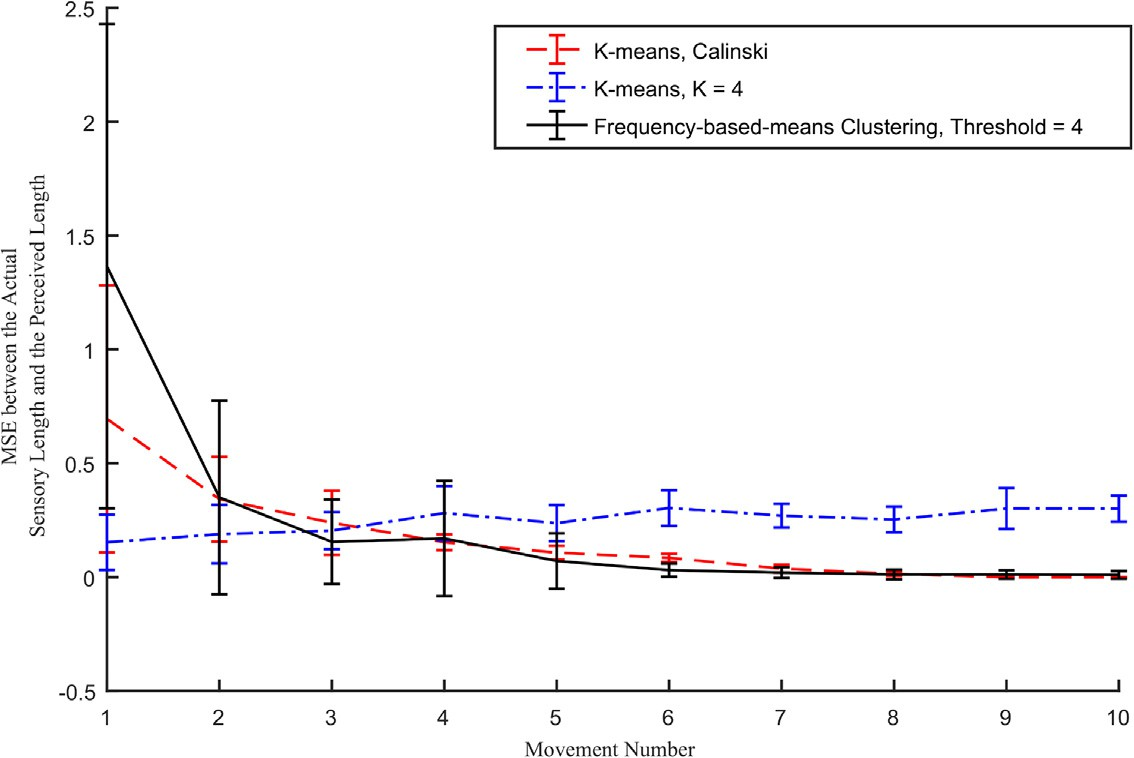 2.5
2
1.5
1
0.5
0
-0.5
MSE between the Actual
Sensory Length and the Perceived Length
K-means, Calinski
K-means, K = 4
Frequency-based-means Clustering, Threshold = 4
1 2 3 4 5 6 7 8 9 10
Movement Number